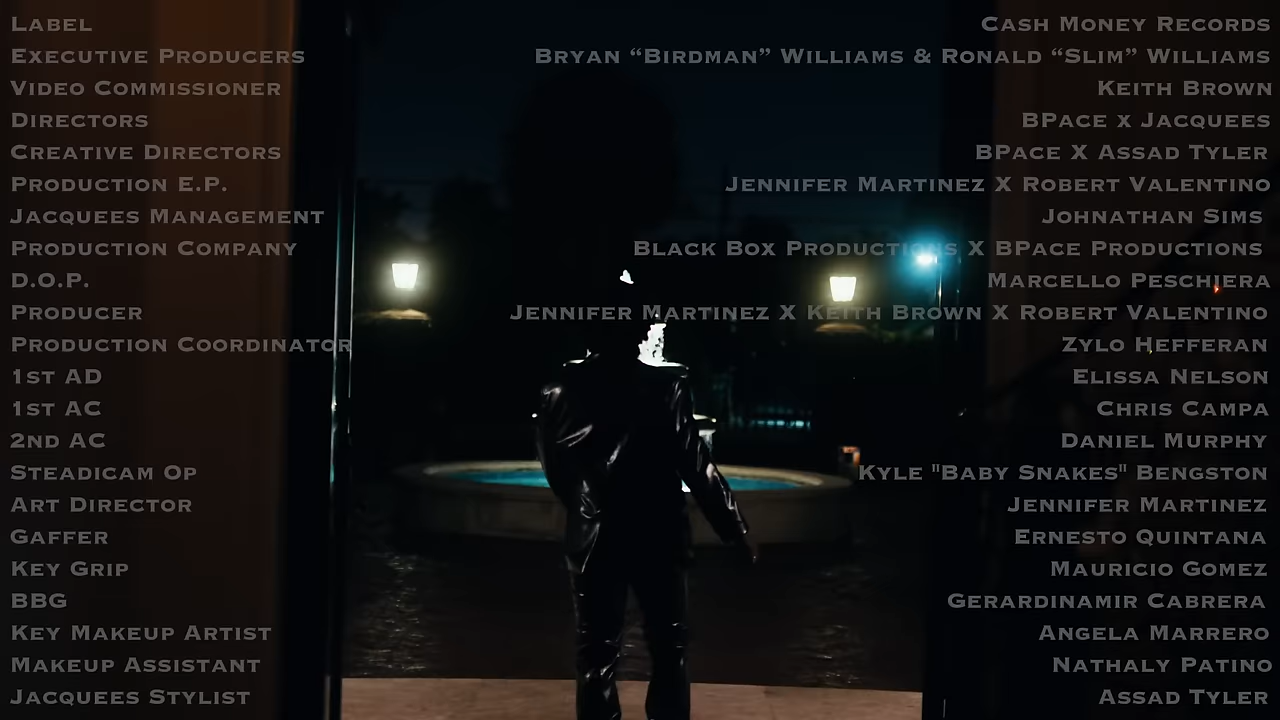 LABEL CASH MONEY RECORDS
EXECUTIVE PRODUCERS BRYAN “BIRDMAN” WILLIAMS & RONALD “SLIM” WILLIAMS
VIDEO COMMISSIONER KEITH BROWN
DIRECTORS BPACE X JACQUEES
CREATIVE DIRECTORS BPACE X ASSAD TYLER
PRODUCTION E.P. JENNIFER MARTINEZ X ROBERT VALENTINO
JACQUEES MANAGEMENT JOHNATHAN SIMS
PRODUCTION COMPANY BLACK BOX PRODUCTIONS X BPACE PRODUCTIONS
D.O.P. MARCELLO PESCHIERA
PRODUCER JENNIFER MARTINEZ X KEITH BROWN X ROBERT VALENTINO
PRODUCTION COORDINATOR ZYLO HEFFERAN
1ST AD ELISSA NELSON
1ST AC CHRIS CAMPA
2ND AC DANIEL MURPHY
STEADICAM OP KYLE "BABY SNAKES" BENGSTON
ART DIRECTOR JENNIFER MARTINEZ
GAFFER ERNESTO QUINTANA
KEY GRIP MAURICIO GOMEZ
BBG GERARDINAMIR CABRERA
KEY MAKEUP ARTIST ANGELA MARRERO
MAKEUP ASSISTANT NATHALY PATINO
JACQUEES STYLIST ASSAD TYLER